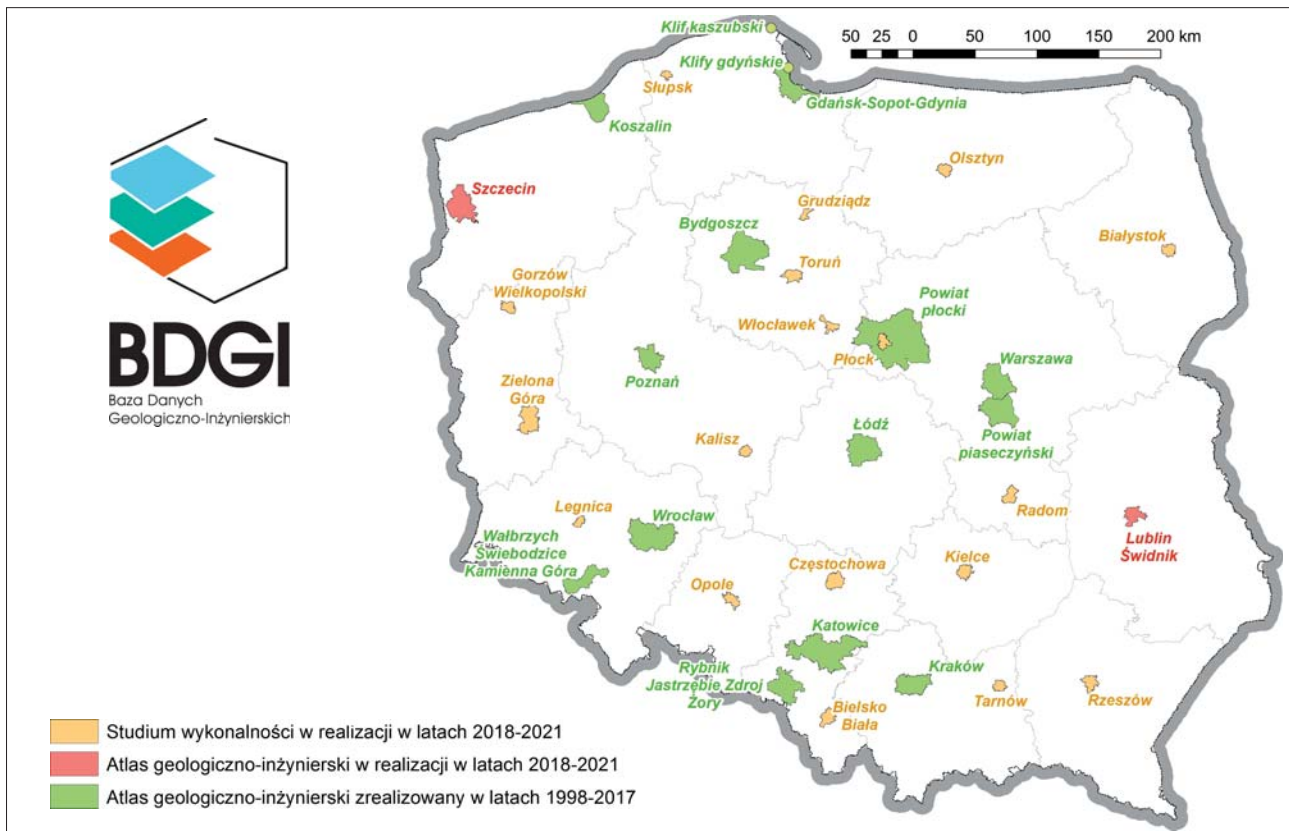 Klif kaszubski
50 25 0 50 100 150 200 km
Klify gdyńskie
Słupsk
Gdańsk-Sopot-Gdynia
Koszalin
Olsztyn
Szczecin
Grudziądz
Bydgoszcz
Białystok
Toruń
Gorzów
Wielkopolski
Powiat
płocki
Włocławek
Płock
Warszawa
BDGI
Baza Danych
Geologiczno-Inżynierskich
Poznań
Zielona
Góra
Kalisz
Łódź
Powiat
piaseczyński
Legnica
Wrocław
Radom
Lublin
Świdnik
Wałbrzych
Świebodzice
Kamienna Góra
Opole
Częstochowa
Kielce
Katowice
Rybnik
Jastrzębie Zdroj
Żory
Kraków
Bielsko
Biała
Tarnów
Rzeszów
Studium wykonalności w realizacji w latach 2018-2021
Atlas geologiczno-inżynierski w realizacji w latach 2018-2021
Atlas geologiczno-inżynierski zrealizowany w latach 1998-2017